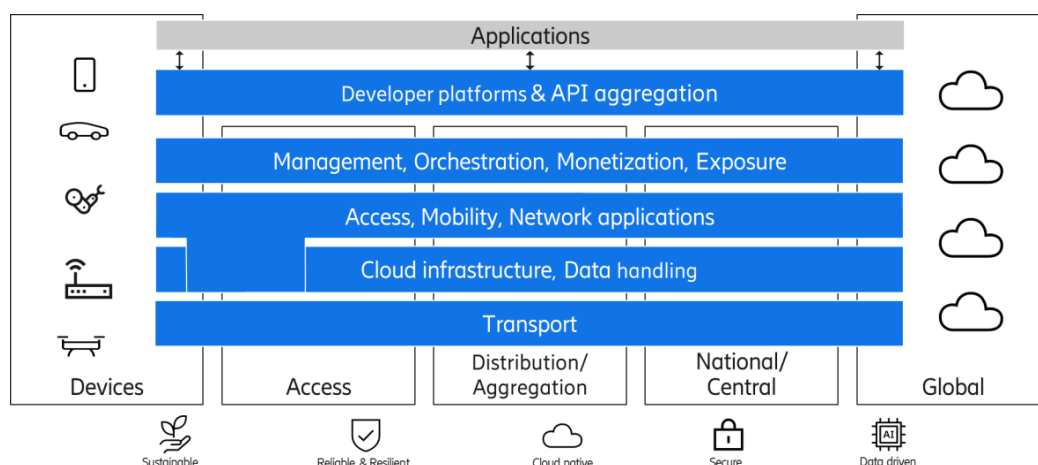 Applications
Developer platforms & API aggregation
Management, Orchestration, Monetization, Exposure
Access, Mobility, Network applications
Cloud infrastructure, Data handling
Transport
Devices
Access
Distribution/
Aggregation
National/
Central
Global
Sustainable
Reliable & Resilient
Cloud native
Secure
AI
Data driven